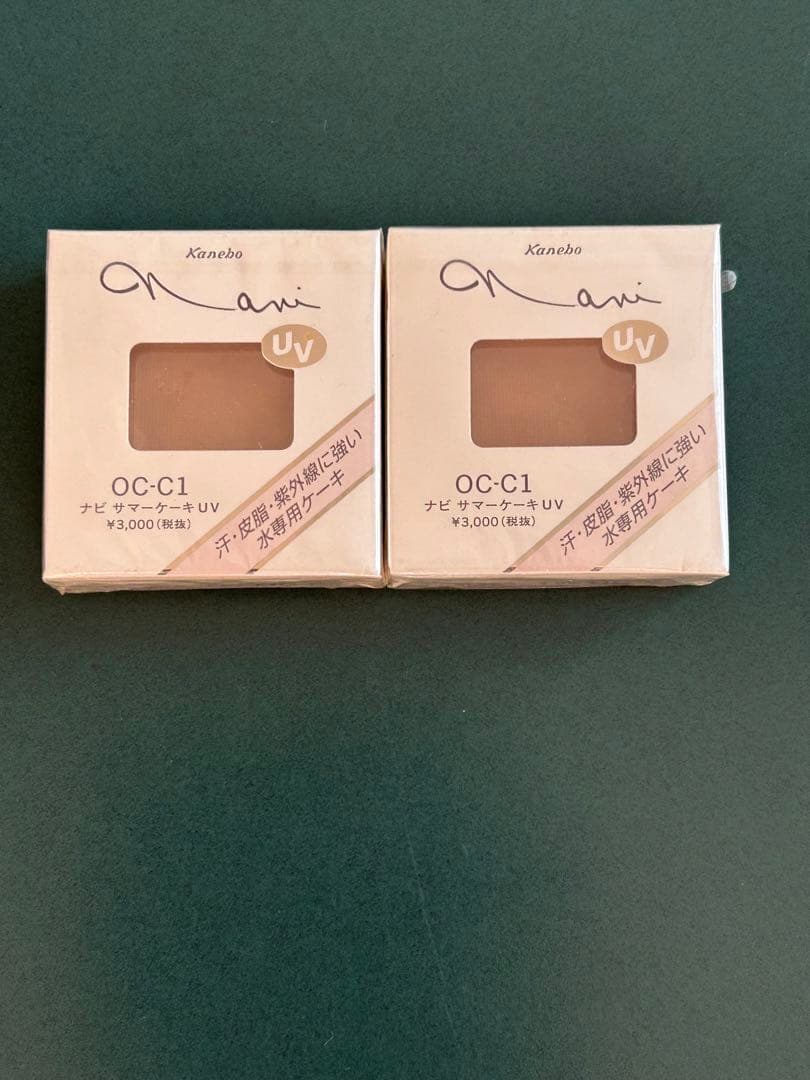 Kanebo
Navi
UV
OC-C1
ナビ サマーケーキUV
¥3,000(税抜)
汗・皮脂・紫外線に強い
水専用ケーキ
Kanebo
Navi
UV
OC-C1
ナビ サマーケーキUV
¥3,000(税抜)
汗・皮脂・紫外線に強い
水専用ケーキ